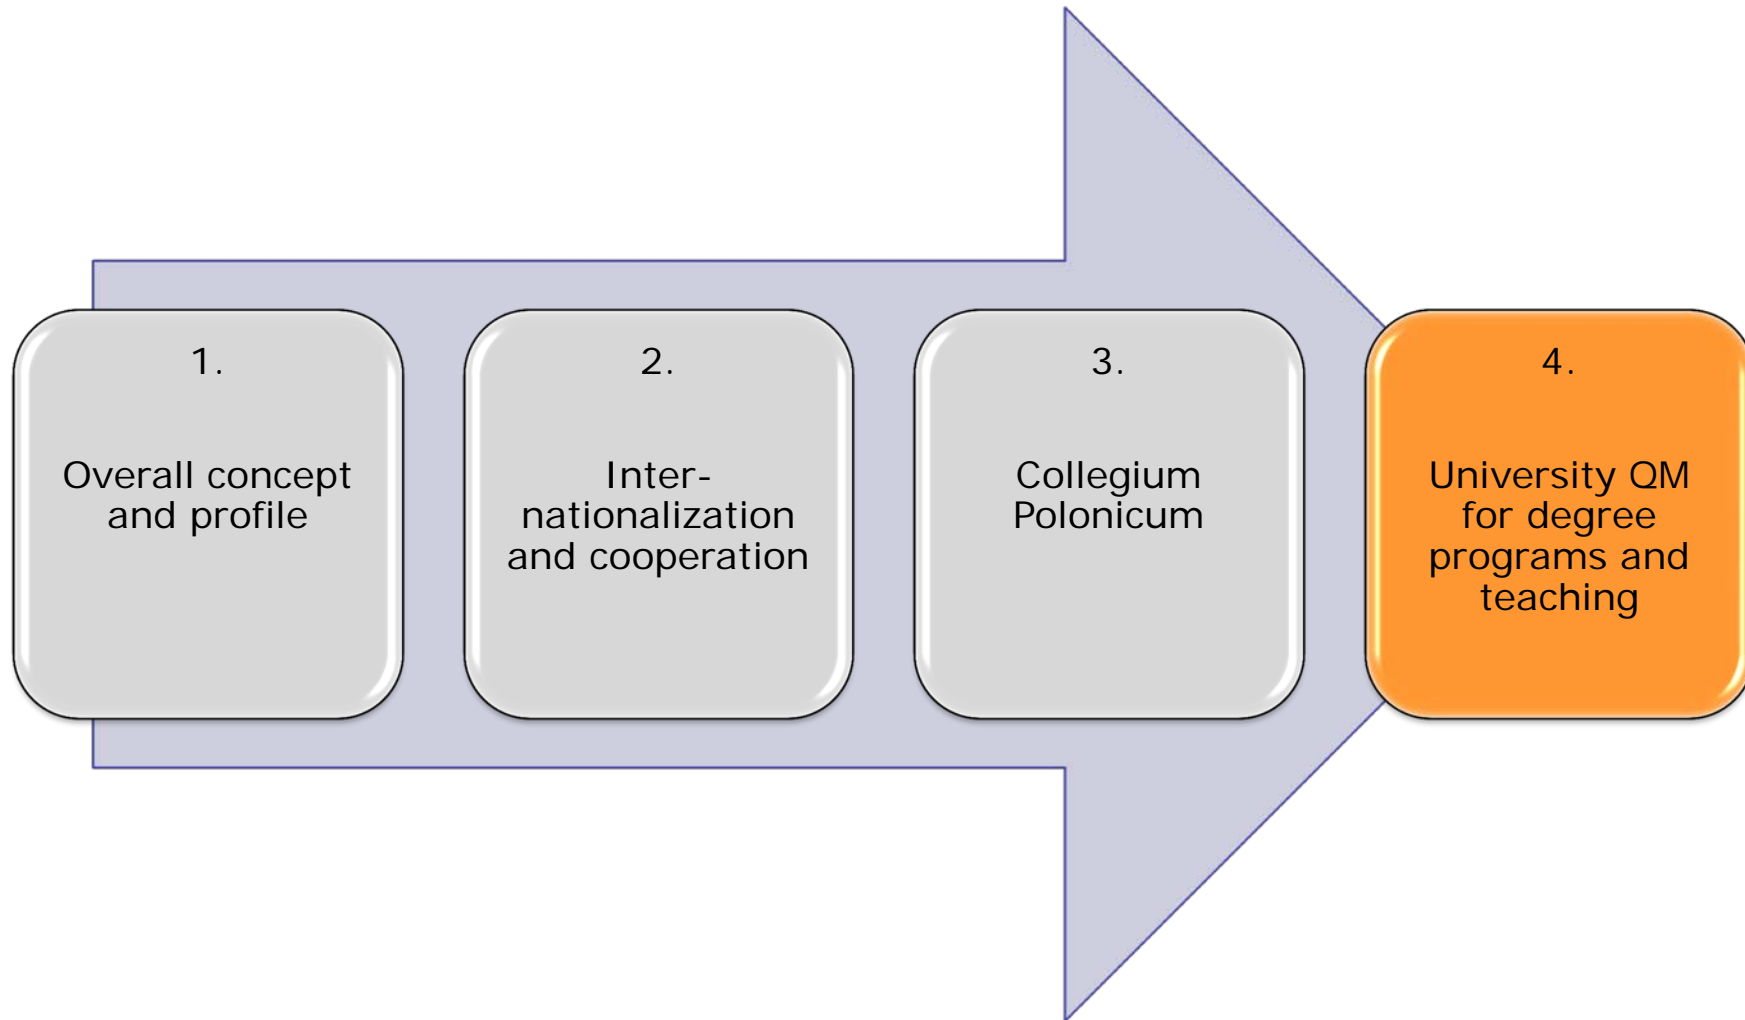 1.
Overall concept
and profile
2.
Inter-
nationalization
and cooperation
3.
Collegium
Polonicum
4.
University QM
for degree
programs and
teaching